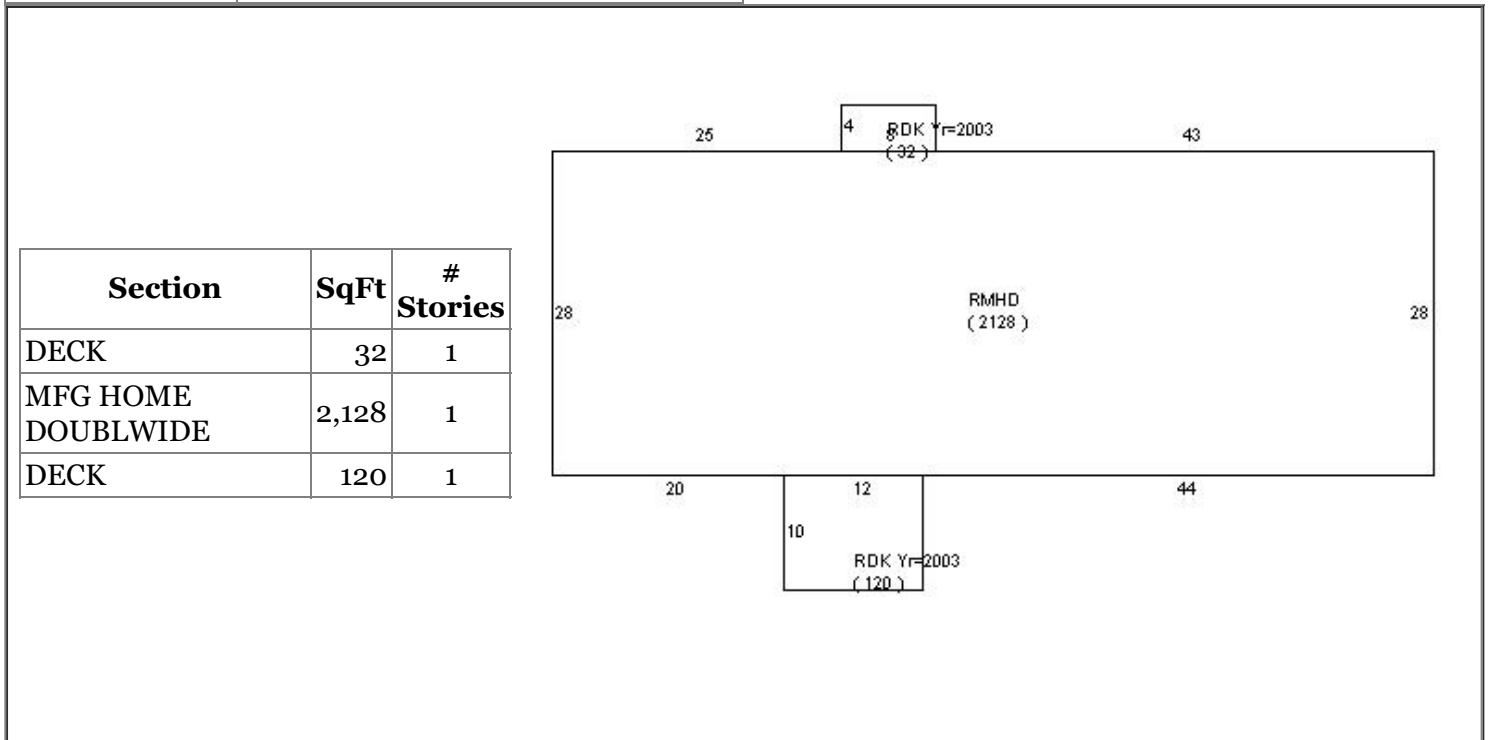 Section SqFt # Stories
DECK 32 1
MFG HOME DOUBLWIDE 2,128 1
DECK 120 1
25
4
8
RDK Yr=2003
( 32 )
43
28
RMHD
( 2128 )
28
20
12
44
10
RDK Yr=2003
( 120 )